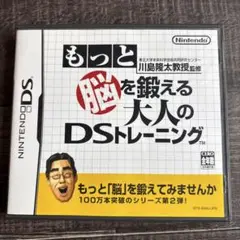 もっと
Nintendo
東北大学未来科学技術共同研究センター
川島隆太教授監修
脳を鍛える
大人の
DSトレーニング
NINTENDO DS
もっと「脳」を鍛えてみませんか
100万本突破のシリーズ第2弾!